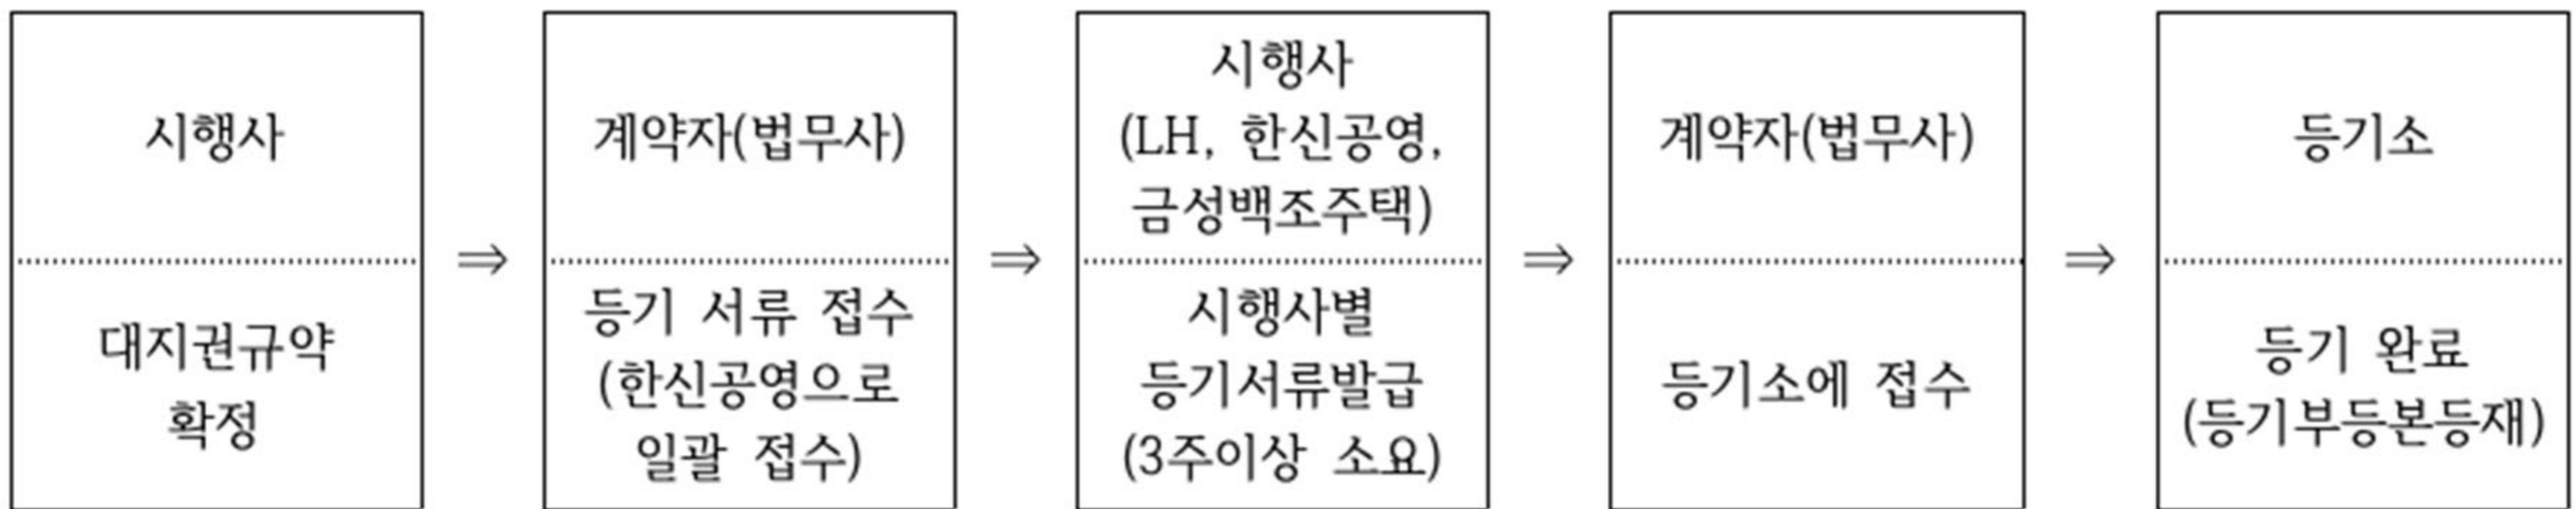 시행사
대지권규약
확정
⇒
계약자(법무사)
등기 서류 접수
(한신공영으로
일괄 접수)
⇒
시행사
(LH, 한신공영,
금성백조주택)
시행사별
등기서류발급
(3주이상 소요)
⇒
계약자(법무사)
등기소에 접수
⇒
등기소
등기 완료
(등기부등본등재)